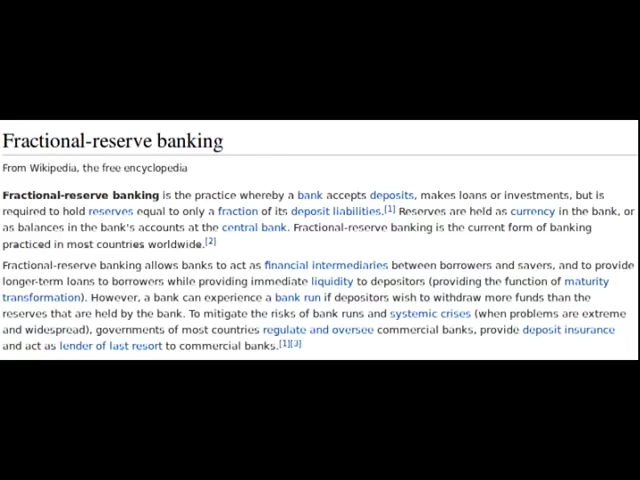 Fractional-reserve banking
From Wikipedia, the free encyclopedia
Fractional-reserve banking is the practice whereby a bank accepts deposits, makes loans or investments, but is
required to hold reserves equal to only a fraction of its deposit liabilities.[1] Reserves are held as currency in the bank, or
as balances in the bank's accounts at the central bank. Fractional-reserve banking is the current form of banking
practiced in most countries worldwide.[2]
Fractional-reserve banking allows banks to act as financial intermediaries between borrowers and savers, and to provide
longer-term loans to borrowers while providing immediate liquidity to depositors (providing the function of maturity
transformation). However, a bank can experience a bank run if depositors wish to withdraw more funds than the
reserves that are held by the bank. To mitigate the risks of bank runs and systemic crises (when problems are extreme
and widespread), governments of most countries regulate and oversee commercial banks, provide deposit insurance
and act as lender of last resort to commercial banks.[1][3]